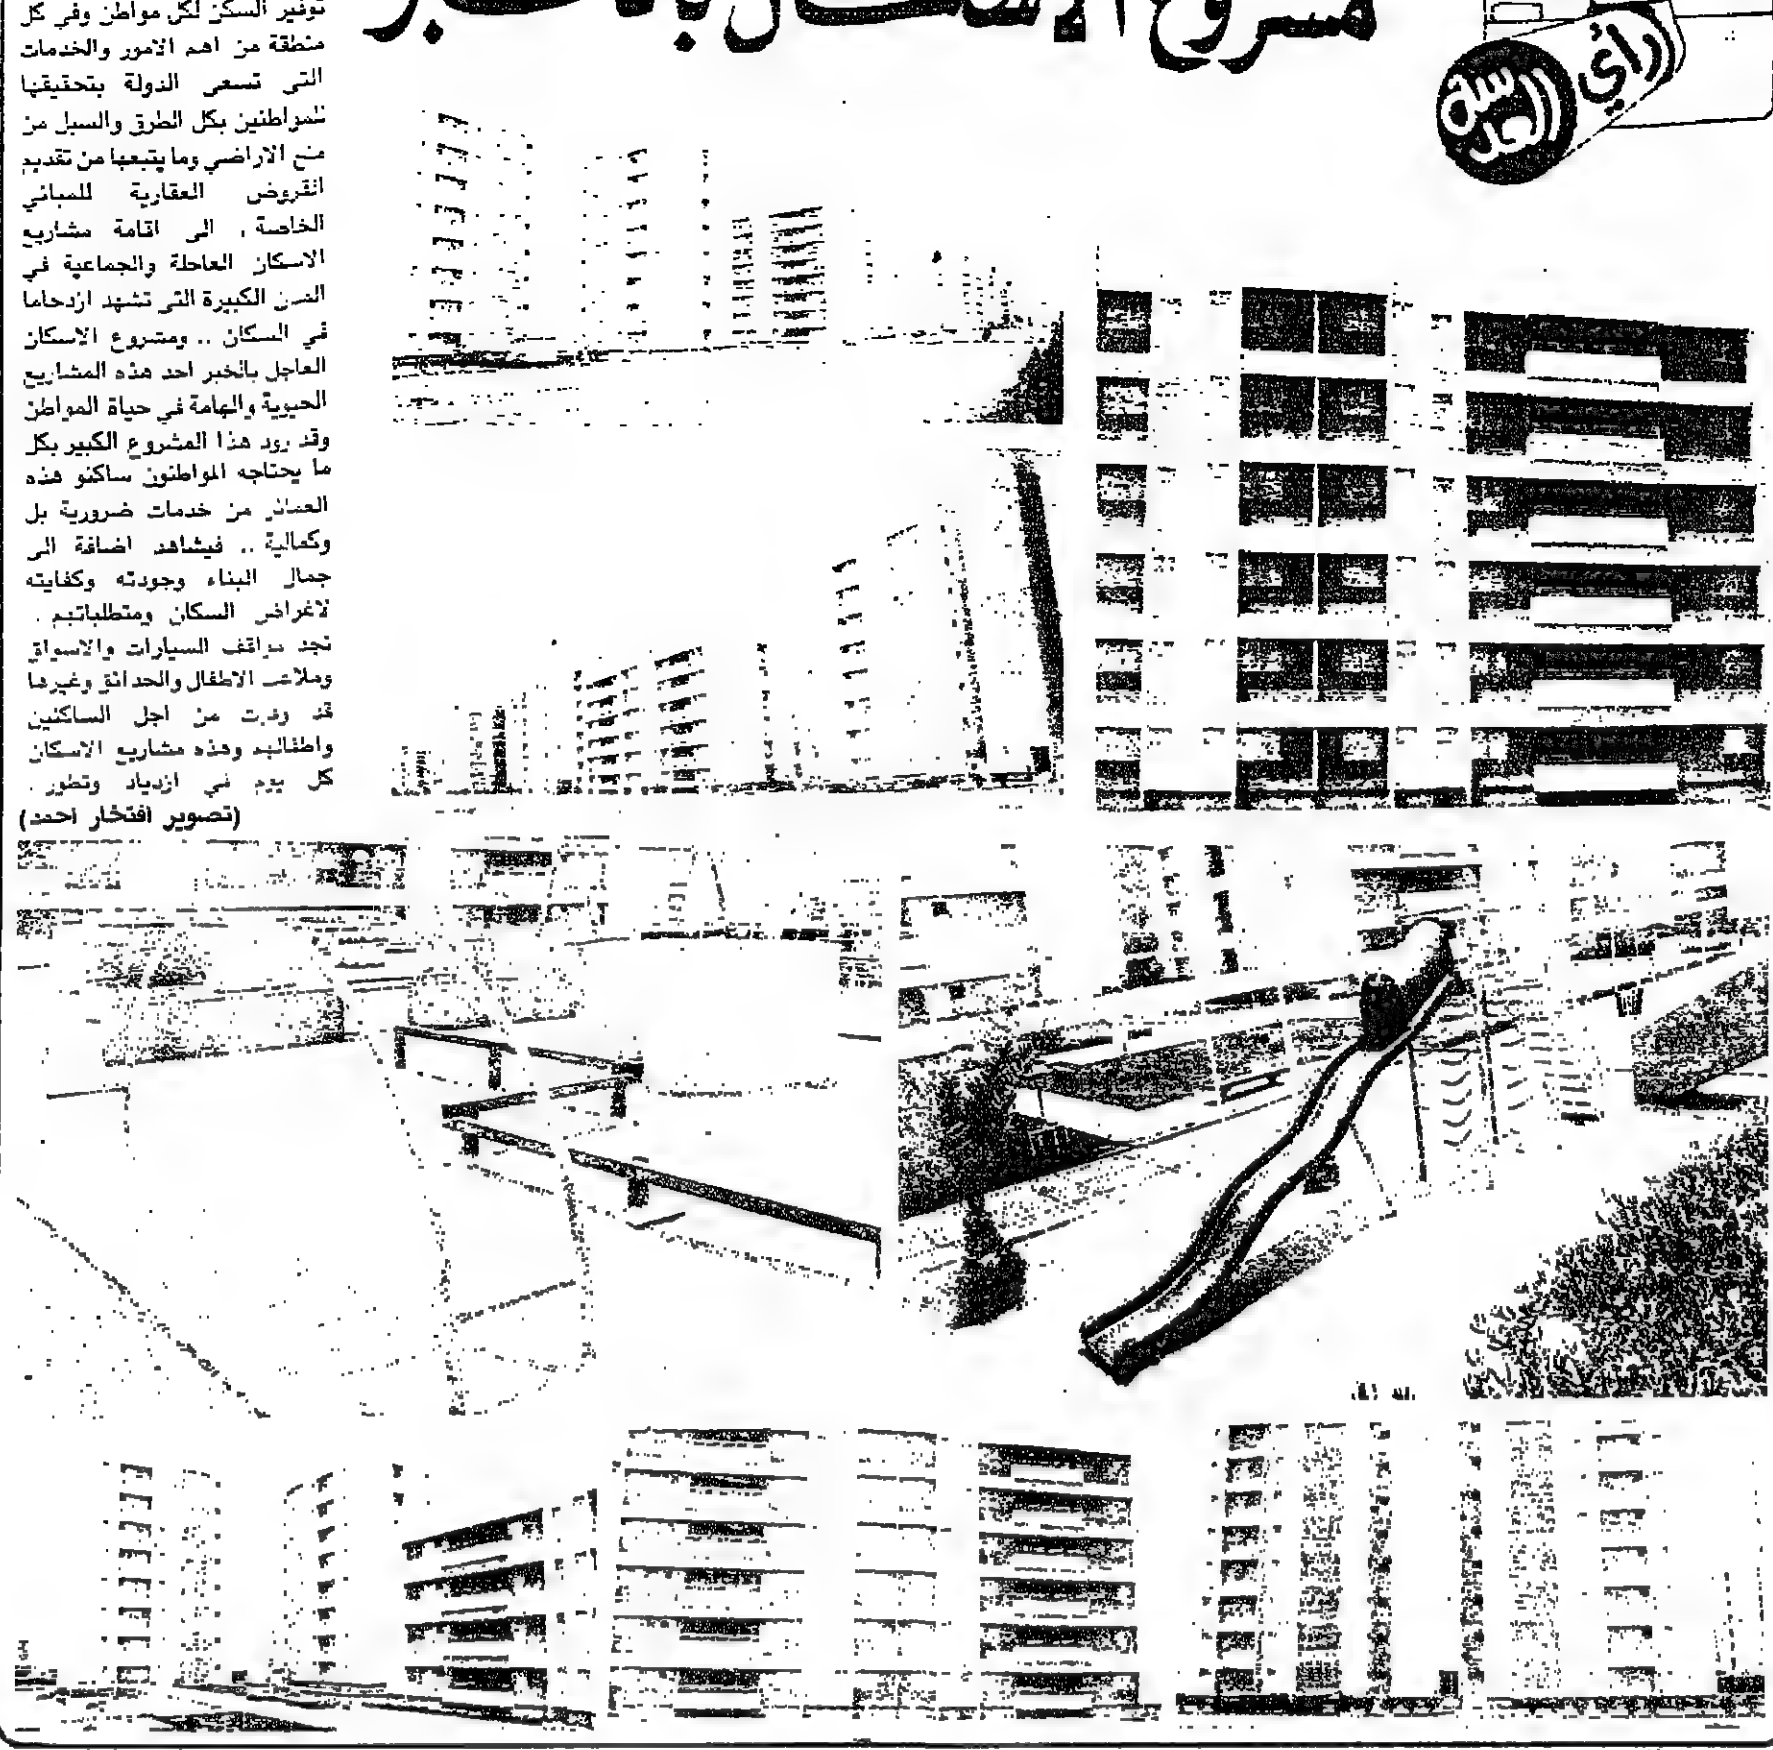 مشروع الإسكان بالخبر
رأي العدسة
توفير السكن لكل مواطن وفي كل
منطقة من اهم الامور والخدمات
التى تسعى الدولة بتحقيقها
للمواطنين بكل الطرق والسبل من
منح الاراضي وما يتبعها من تقديم
القروض العقارية للمباني
الخاصة ، الى اقامة مشاريع
الاسكان العاجلة والجماعية في
المدن الكبيرة التى تشهد ازدحاما
في السكان .. ومشروع الاسكان
العاجل بالخبر احد هذه المشاريع
الحيوية والهامة في حياة المواطن
وقد زود هذا المشروع الكبير بكل
ما يحتاجه المواطنون ساكنو هذه
العمائر من خدمات ضرورية بل
وكمالية .. فيشاهد اضافة الى
جمال البناء وجودته وكفايته
لاغراض السكان ومتطلباتهم .
تجد مواقف السيارات والاسواق
وملاعب الاطفال والحدائق وغيرها
قد وفرت من اجل الساكنين
واطفالهم وهذه مشاريع الاسكان
كل يوم في ازدياد وتطور .
(تصوير افتخار احمد)